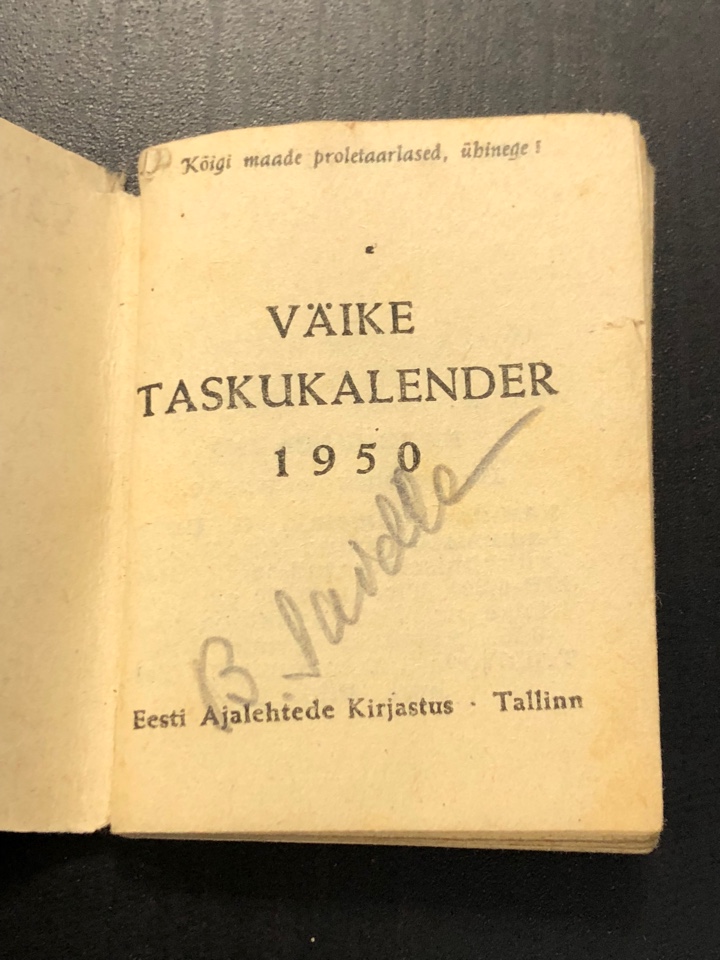 Kõigi maade proletaarlased, ühinege!
VÄIKE
TASKUKALENDER
1950
B.
Eesti Ajalehtede Kirjastus · Tallinn